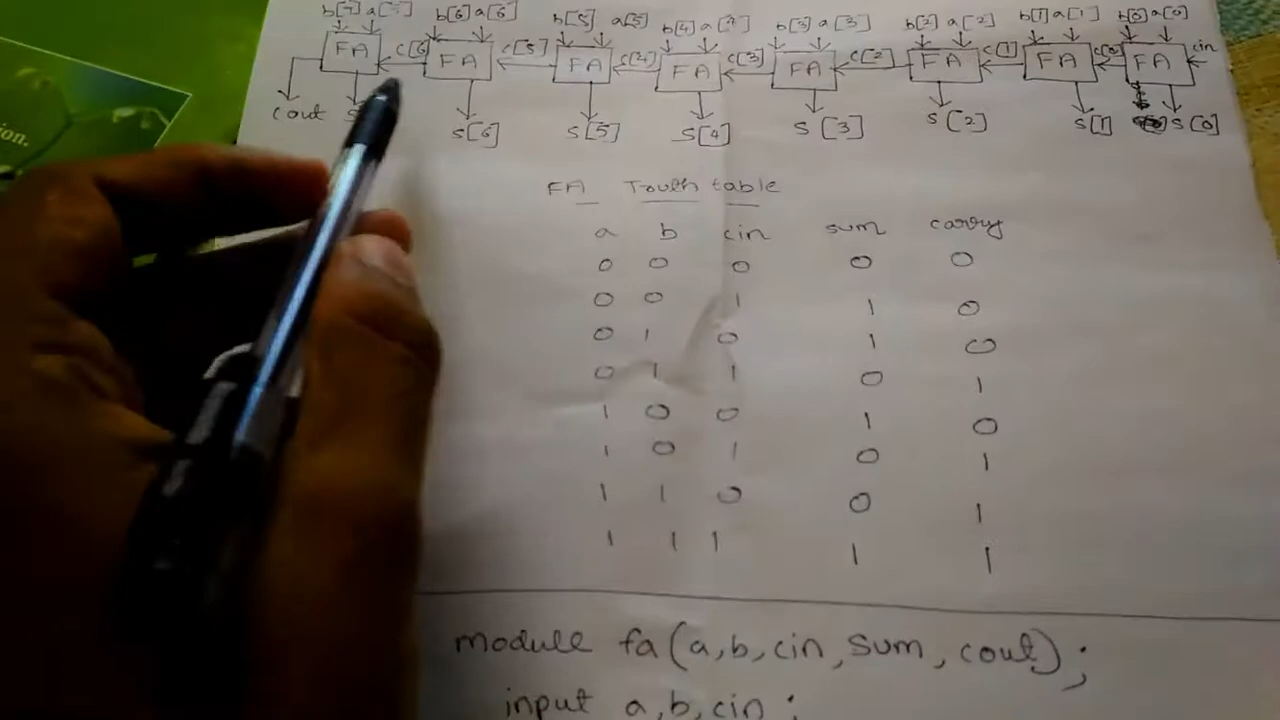 b[7] a[7] b[6] a[6] b[5] a[5] b[4] a[4] b[3] a[3] b[2] a[2] b[1] a[1] b[0] a[0]
FA c[6] FA c[5] FA c[4] FA c[3] FA c[2] FA c[1] FA c[0] FA cin
cout s[6] s[5] s[4] s[3] s[2] s[1] s[0]
ion.
FA Truth table
a b cin sum carry
0 0 0 0 0
0 0 1 1 0
0 1 0 1 0
0 1 1 0 1
1 0 0 1 0
1 0 1 0 1
1 1 0 0 1
1 1 1 1 1
module fa(a,b,cin,sum,cout);
input a,b,cin;